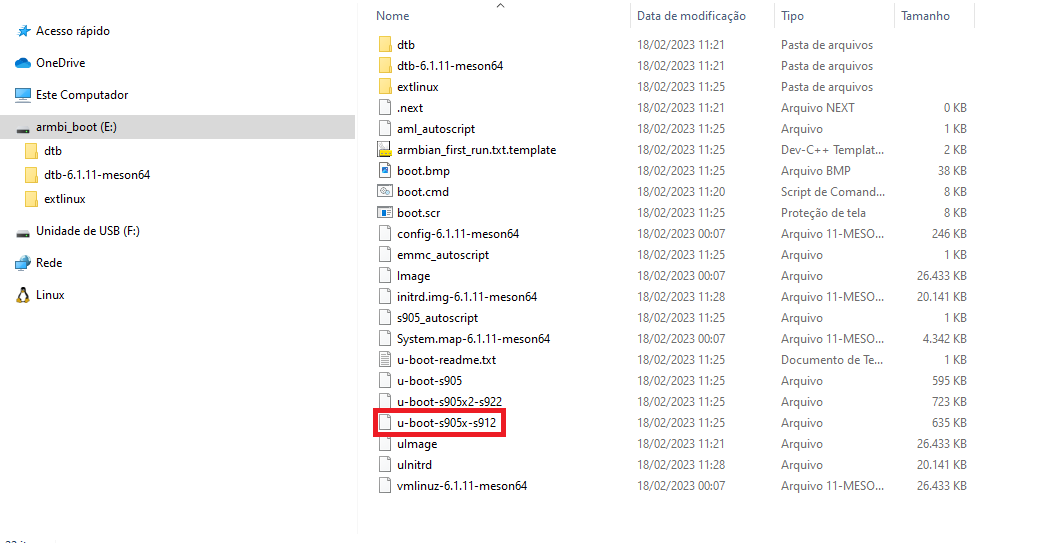 Acesso rápido
OneDrive
Este Computador
armbi_boot (E:)
dtb
dtb-6.1.11-meson64
extlinux
Unidade de USB (F:)
Rede
Linux
Nome Data de modificação Tipo Tamanho
dtb 18/02/2023 11:21 Pasta de arquivos
dtb-6.1.11-meson64 18/02/2023 11:21 Pasta de arquivos
extlinux 18/02/2023 11:25 Pasta de arquivos
.next 18/02/2023 11:21 Arquivo NEXT 0 KB
aml_autoscript 18/02/2023 11:25 Arquivo 1 KB
armbian_first_run.txt.template 18/02/2023 11:25 Dev-C++ Templat... 2 KB
boot.bmp 18/02/2023 11:25 Arquivo BMP 38 KB
boot.cmd 18/02/2023 11:20 Script de Comand... 8 KB
boot.scr 18/02/2023 11:25 Proteção de tela 8 KB
config-6.1.11-meson64 18/02/2023 00:07 Arquivo 11-MESO... 246 KB
emmc_autoscript 18/02/2023 11:25 Arquivo 1 KB
Image 18/02/2023 00:07 Arquivo 26.433 KB
initrd.img-6.1.11-meson64 18/02/2023 11:28 Arquivo 11-MESO... 20.141 KB
s905_autoscript 18/02/2023 11:25 Arquivo 1 KB
System.map-6.1.11-meson64 18/02/2023 00:07 Arquivo 11-MESO... 4.342 KB
u-boot-readme.txt 18/02/2023 11:25 Documento de Te... 1 KB
u-boot-s905 18/02/2023 11:25 Arquivo 595 KB
u-boot-s905x2-s922 18/02/2023 11:25 Arquivo 723 KB
u-boot-s905x-s912 18/02/2023 11:25 Arquivo 635 KB
uImage 18/02/2023 11:21 Arquivo 26.433 KB
uInitrd 18/02/2023 11:28 Arquivo 20.141 KB
vmlinuz-6.1.11-meson64 18/02/2023 00:07 Arquivo 11-MESO... 26.433 KB